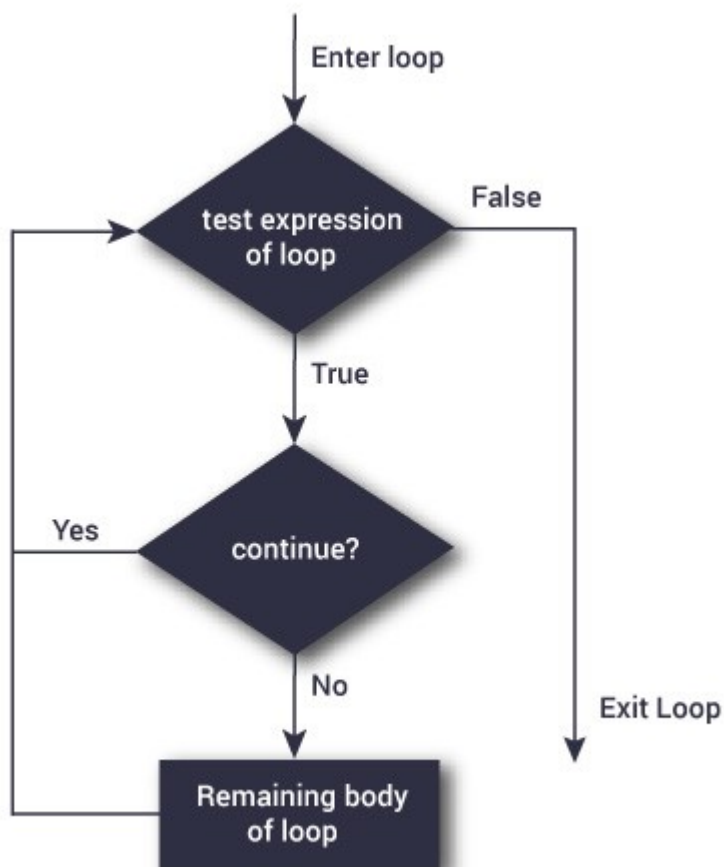 Enter loop
False
test expression
of loop
True
Yes
continue?
No
Exit Loop
Remaining body
of loop